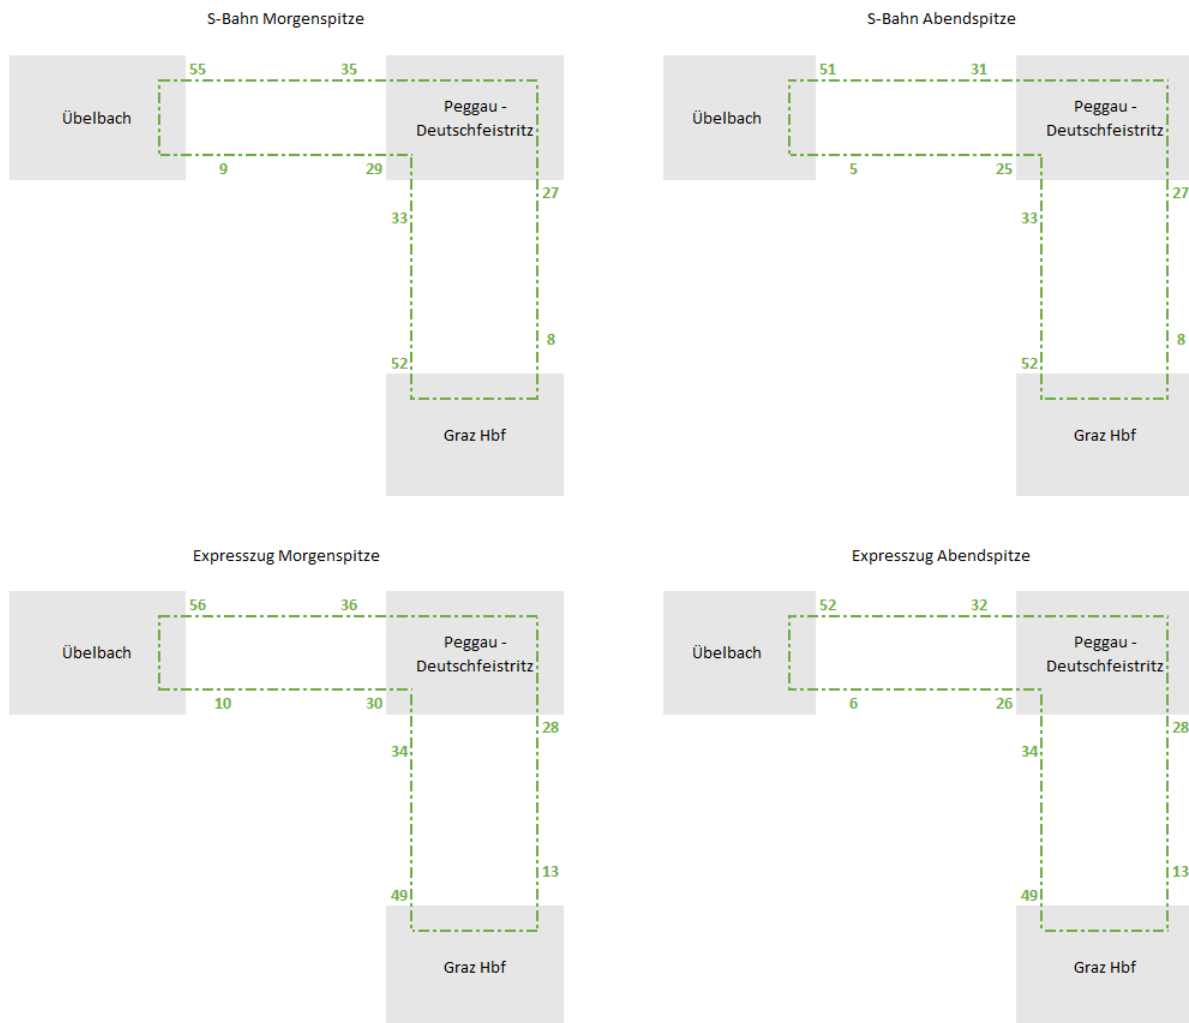 S-Bahn Morgenspitze
55 35
Übelbach
Peggau -
Deutschfeistritz
9 29
27
33
8
52
Graz Hbf
S-Bahn Abendspitze
51 31
Übelbach
Peggau -
Deutschfeistritz
5 25
27
33
8
52
Graz Hbf
Expresszug Morgenspitze
56 36
Übelbach
Peggau -
Deutschfeistritz
10 30
28
34
13
49
Graz Hbf
Expresszug Abendspitze
52 32
Übelbach
Peggau -
Deutschfeistritz
6 26
28
34
13
49
Graz Hbf